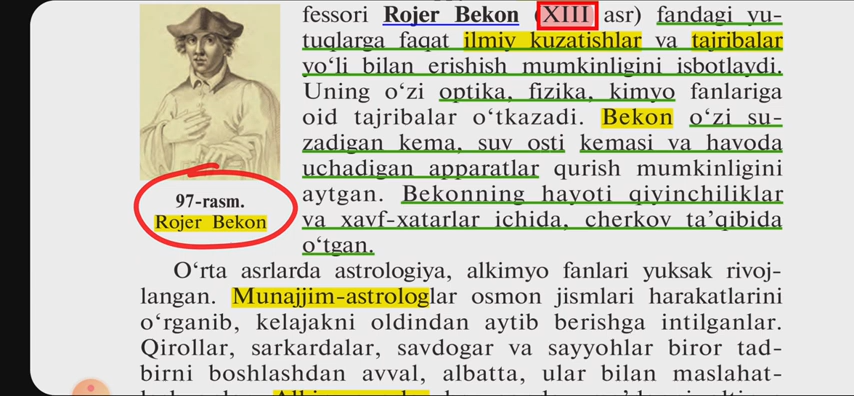 fessori Rojer Bekon (XIII asr) fandagi yu-
tuqlarga faqat ilmiy kuzatishlar va tajribalar
yo‘li bilan erishish mumkinligini isbotlaydi.
Uning o‘zi optika, fizika, kimyo fanlariga
oid tajribalar o‘tkazadi. Bekon o‘zi su-
zadigan kema, suv osti kemasi va havoda
uchadigan apparatlar qurish mumkinligini
aytgan. Bekonning hayoti qiyinchiliklar
va xavf-xatarlar ichida, cherkov ta’qibida
o‘tgan.
97-rasm.
Rojer Bekon
O‘rta asrlarda astrologiya, alkimyo fanlari yuksak rivoj-
langan. Munajjim-astrologlar osmon jismlari harakatlarini
o‘rganib, kelajakni oldindan aytib berishga intilganlar.
Qirollar, sarkardalar, savdogar va sayyohlar biror tad-
birni boshlashdan avval, albatta, ular bilan maslahat-